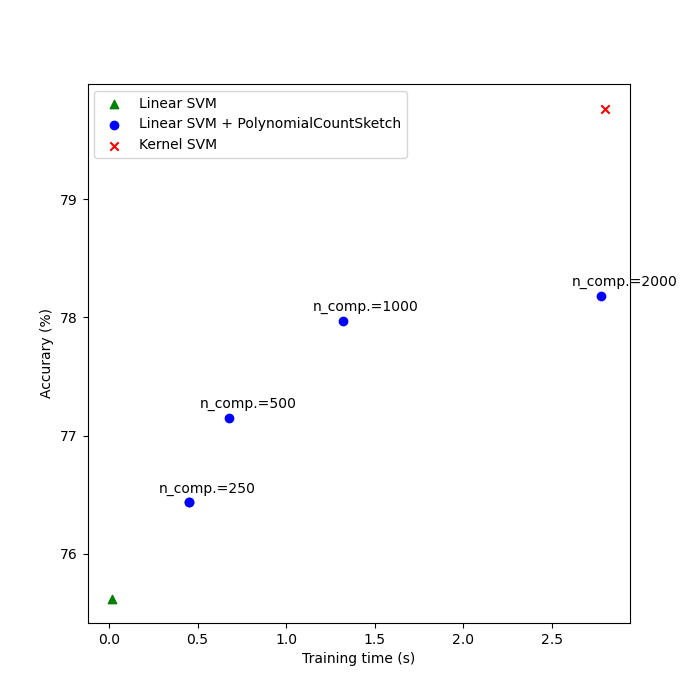 Linear SVM
Linear SVM + PolynomialCountSketch
Kernel SVM
79
n_comp.=2000
n_comp.=1000
78
Accurary (%)
n_comp.=500
77
n_comp.=250
76
0.0 0.5 1.0 1.5 2.0 2.5
Training time (s)